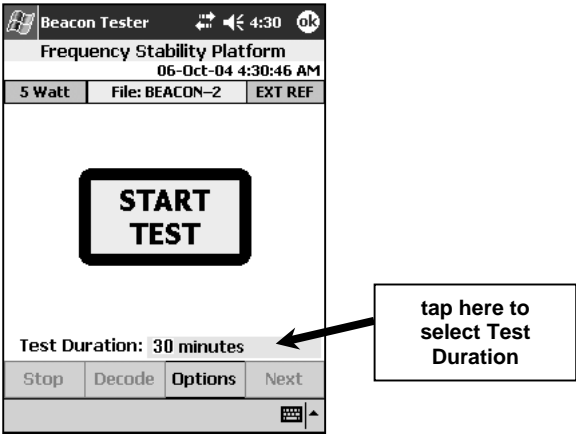 Beacon Tester 4:30 ok
Frequency Stability Platform
06-Oct-04 4:30:46 AM
5 Watt File: BEACON-2 EXT REF
START
TEST
Test Duration: 30 minutes
Stop Decode Options Next
tap here to
select Test
Duration